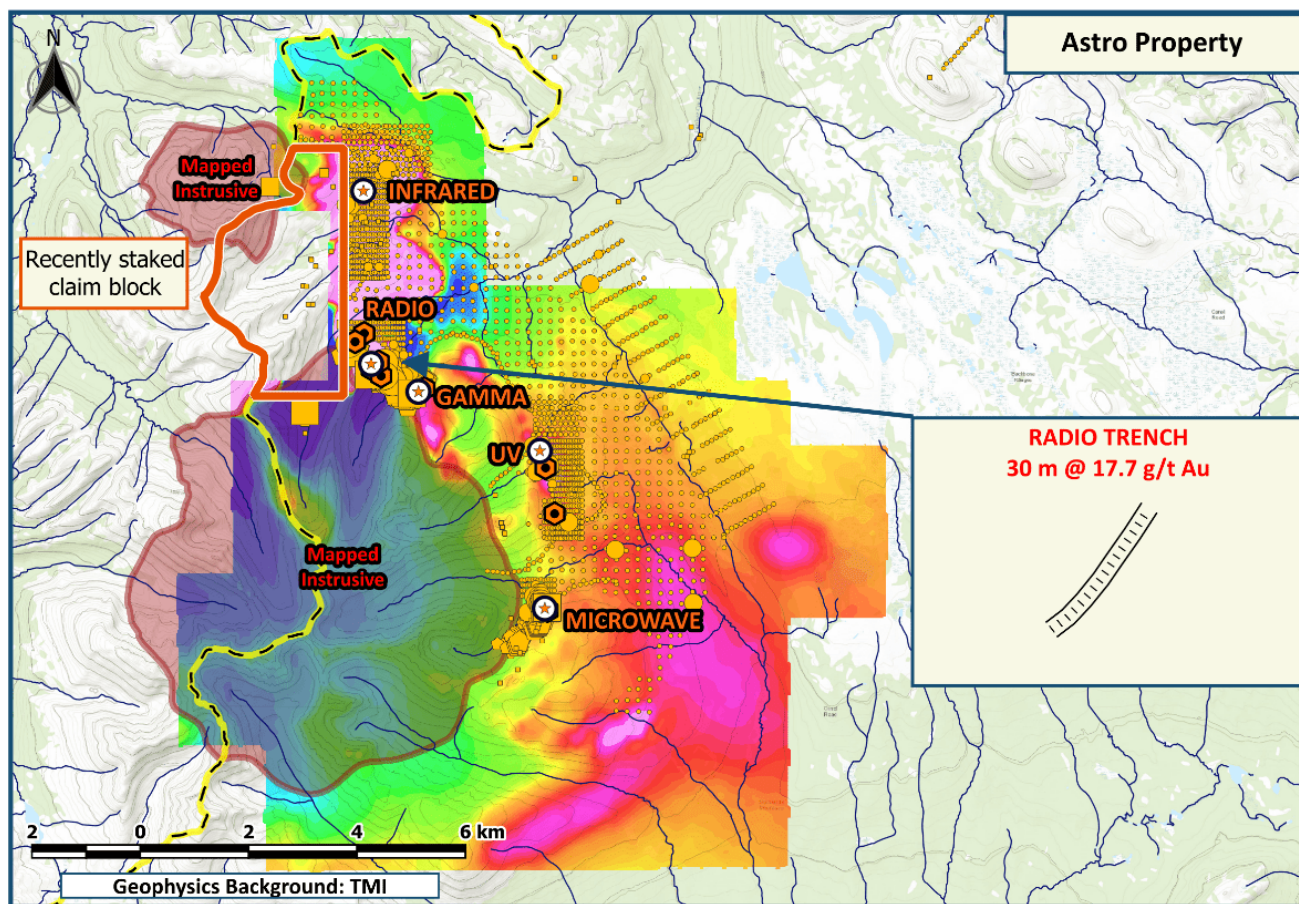 Astro Property
N
Mapped
Instrusive
INFRARED
Recently staked
claim block
RADIO
GAMMA
UV
RADIO TRENCH
30 m @ 17.7 g/t Au
Mapped
Instrusive
MICROWAVE
2 0 2 4 6 km
Geophysics Background: TMI